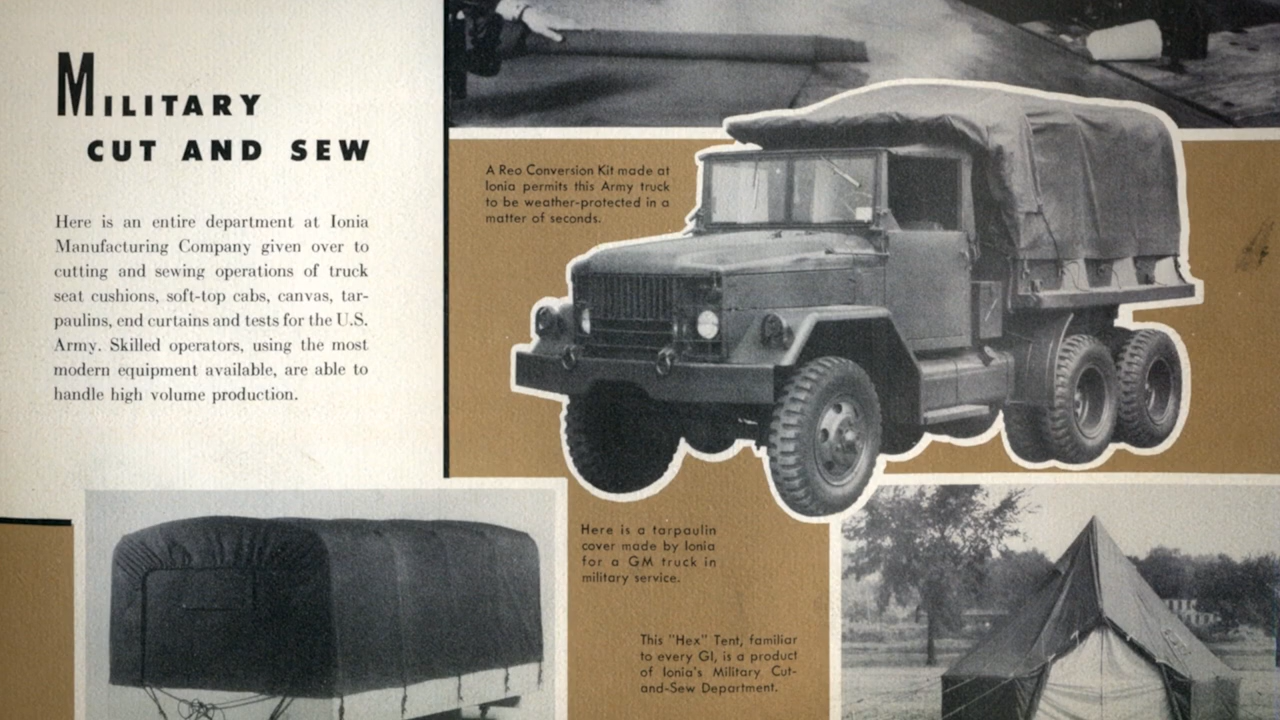 MILITARY
CUT AND SEW
Here is an entire department at Ionia
Manufacturing Company given over to
cutting and sewing operations of truck
seat cushions, soft-top cabs, canvas, tar-
paulins, end curtains and tests for the U.S.
Army. Skilled operators, using the most
modern equipment available, are able to
handle high volume production.
A Reo Conversion Kit made at
Ionia permits this Army truck
to be weather-protected in a
matter of seconds.
Here is a tarpaulin
cover made by Ionia
for a GM truck in
military service.
This "Hex" Tent, familiar
to every GI, is a product
of Ionia's Military Cut-
and-Sew Department.